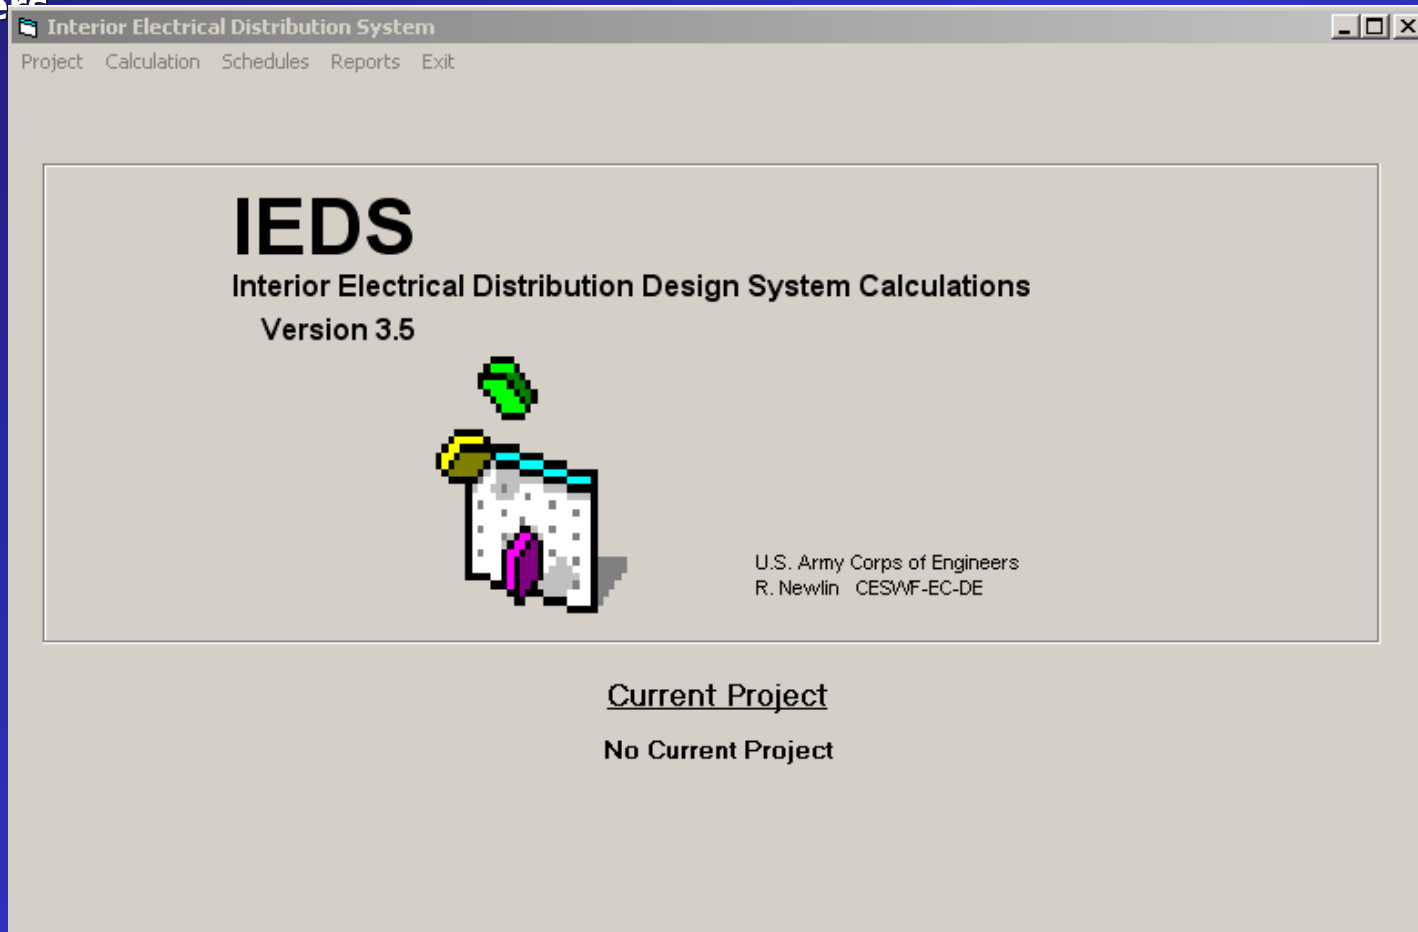 Interior Electrical Distribution System
Project Calculation Schedules Reports Exit
IEDS
Interior Electrical Distribution Design System Calculations
Version 3.5
U.S. Army Corps of Engineers
R. Newlin CESWF-EC-DE
Current Project
No Current Project